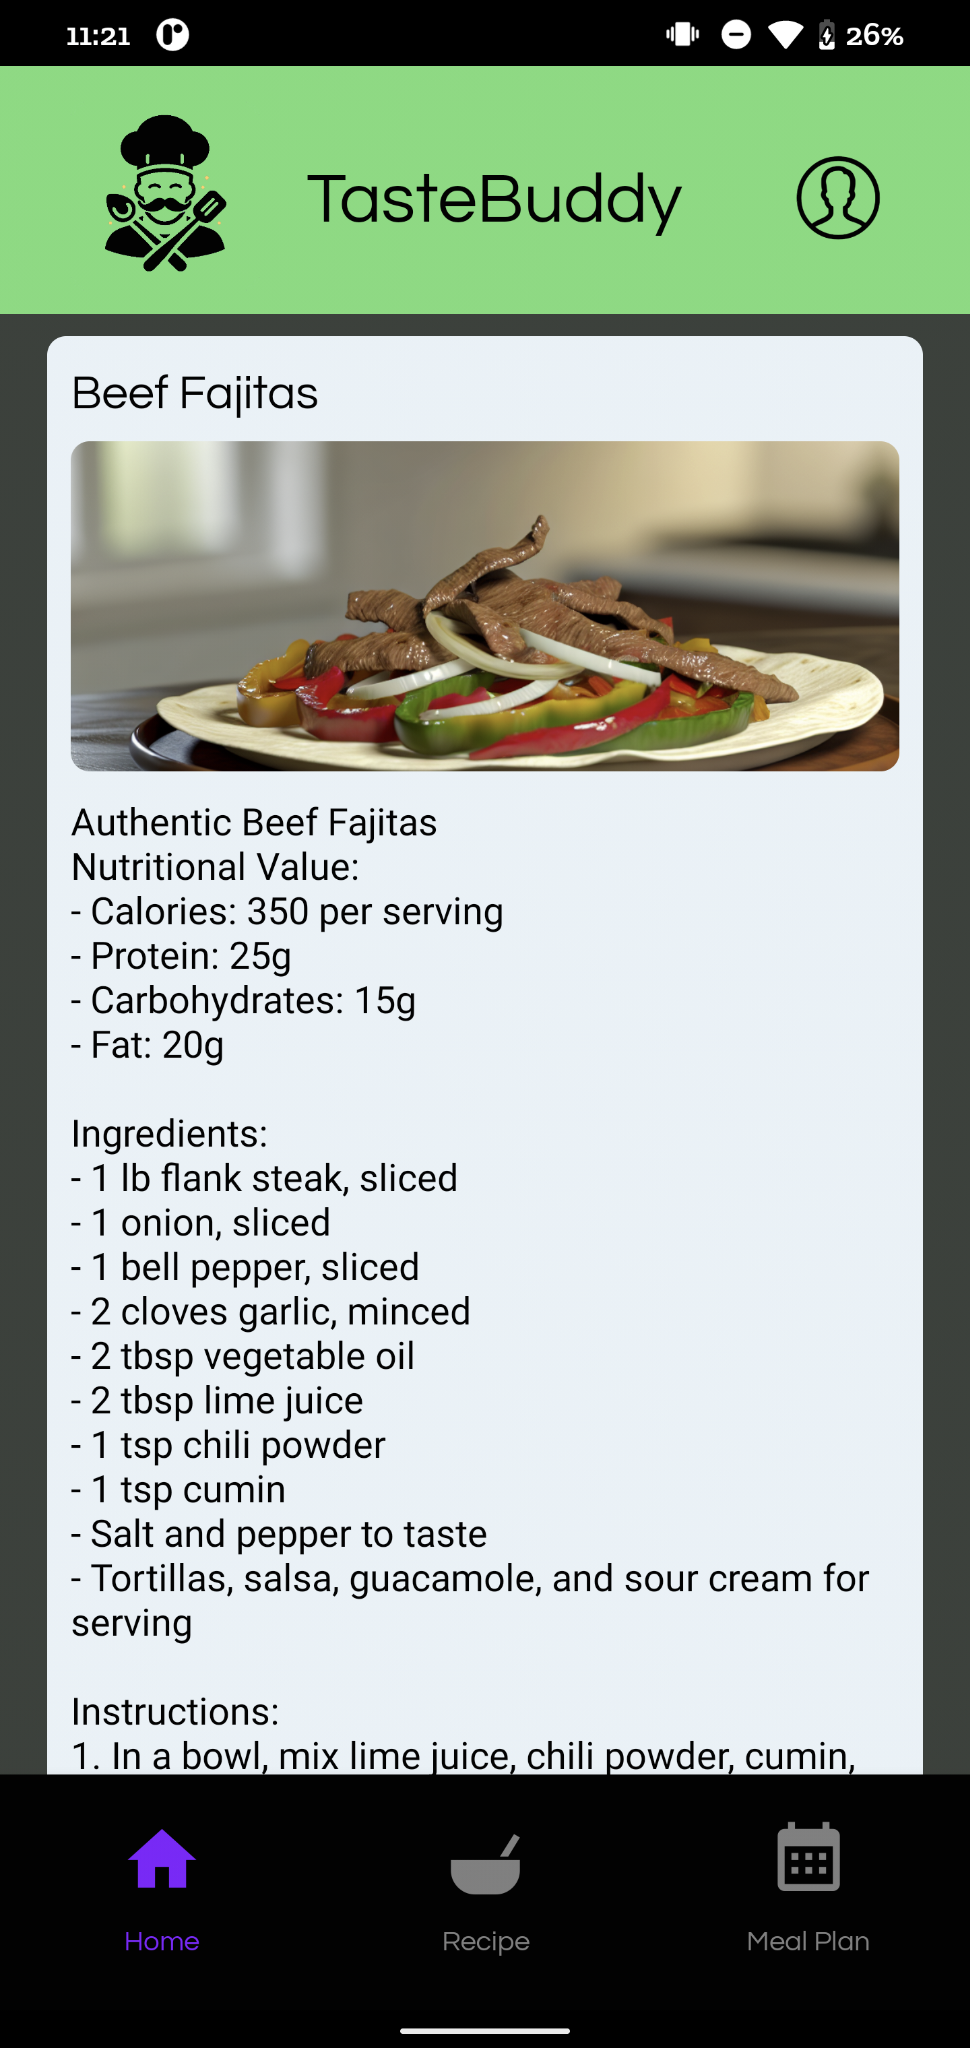 11:21
26%
TasteBuddy
Beef Fajitas
Authentic Beef Fajitas
Nutritional Value:
- Calories: 350 per serving
- Protein: 25g
- Carbohydrates: 15g
- Fat: 20g
Ingredients:
- 1 lb flank steak, sliced
- 1 onion, sliced
- 1 bell pepper, sliced
- 2 cloves garlic, minced
- 2 tbsp vegetable oil
- 2 tbsp lime juice
- 1 tsp chili powder
- 1 tsp cumin
- Salt and pepper to taste
- Tortillas, salsa, guacamole, and sour cream for
serving
Instructions:
1. In a bowl, mix lime juice, chili powder, cumin,
Home
Recipe
Meal Plan